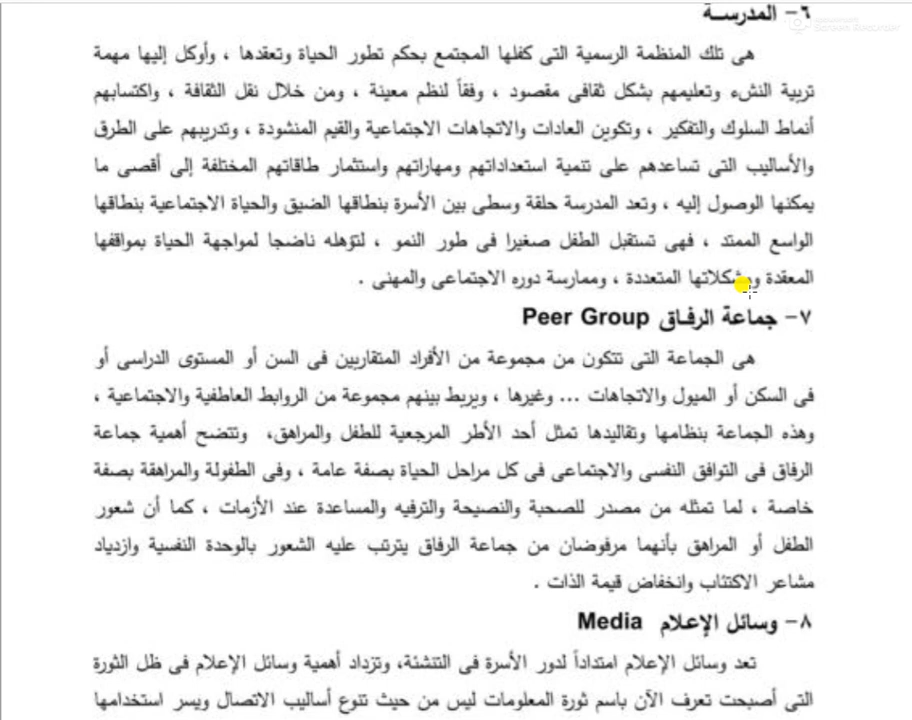 ٦- المدرسة
هى تلك المنظمة الرسمية التى كفلها المجتمع بحكم تطور الحياة وتعقدها ، وأوكل إليها مهمة
تربية النشء وتعليمهم بشكل ثقافى مقصود ، وفقاً لنظم معينة ، ومن خلال نقل الثقافة ، واكتسابهم
أنماط السلوك والتفكير ، وتكوين العادات والاتجاهات الاجتماعية والقيم المنشودة ، وتدريبهم على الطرق
والأساليب التى تساعدهم على تنمية استعداداتهم ومهاراتهم واستثمار طاقاتهم المختلفة إلى أقصى ما
يمكنها الوصول إليه ، وتعد المدرسة حلقة وسطى بين الأسرة بنطاقها الضيق والحياة الاجتماعية بنطاقها
الواسع الممتد ، فهى تستقبل الطفل صغيرا فى طور النمو ، لتؤهله ناضجا لمواجهة الحياة بمواقفها
المعقدة ومشكلاتها المتعددة ، وممارسة دوره الاجتماعى والمهنى .
٧- جماعة الرفاق Peer Group
هى الجماعة التى تتكون من مجموعة من الأفراد المتقاربين فى السن أو المستوى الدراسى أو
فى السكن أو الميول والاتجاهات ... وغيرها ، ويربط بينهم مجموعة من الروابط العاطفية والاجتماعية ،
وهذه الجماعة بنظامها وتقاليدها تمثل أحد الأطر المرجعية للطفل والمراهق، وتتضح أهمية جماعة
الرفاق فى التوافق النفسى والاجتماعى فى كل مراحل الحياة بصفة عامة ، وفى الطفولة والمراهقة بصفة
خاصة ، لما تمثله من مصدر للصحبة والنصيحة والترفيه والمساعدة عند الأزمات ، كما أن شعور
الطفل أو المراهق بأنهما مرفوضان من جماعة الرفاق يترتب عليه الشعور بالوحدة النفسية وازدياد
مشاعر الاكتئاب وانخفاض قيمة الذات .
٨- وسائل الإعلام Media
تعد وسائل الإعلام امتداداً لدور الأسرة فى التنشئة، وتزداد أهمية وسائل الإعلام فى ظل الثورة
التى أصبحت تعرف الآن باسم ثورة المعلومات ليس من حيث تنوع أساليب الاتصال ويسر استخدامها